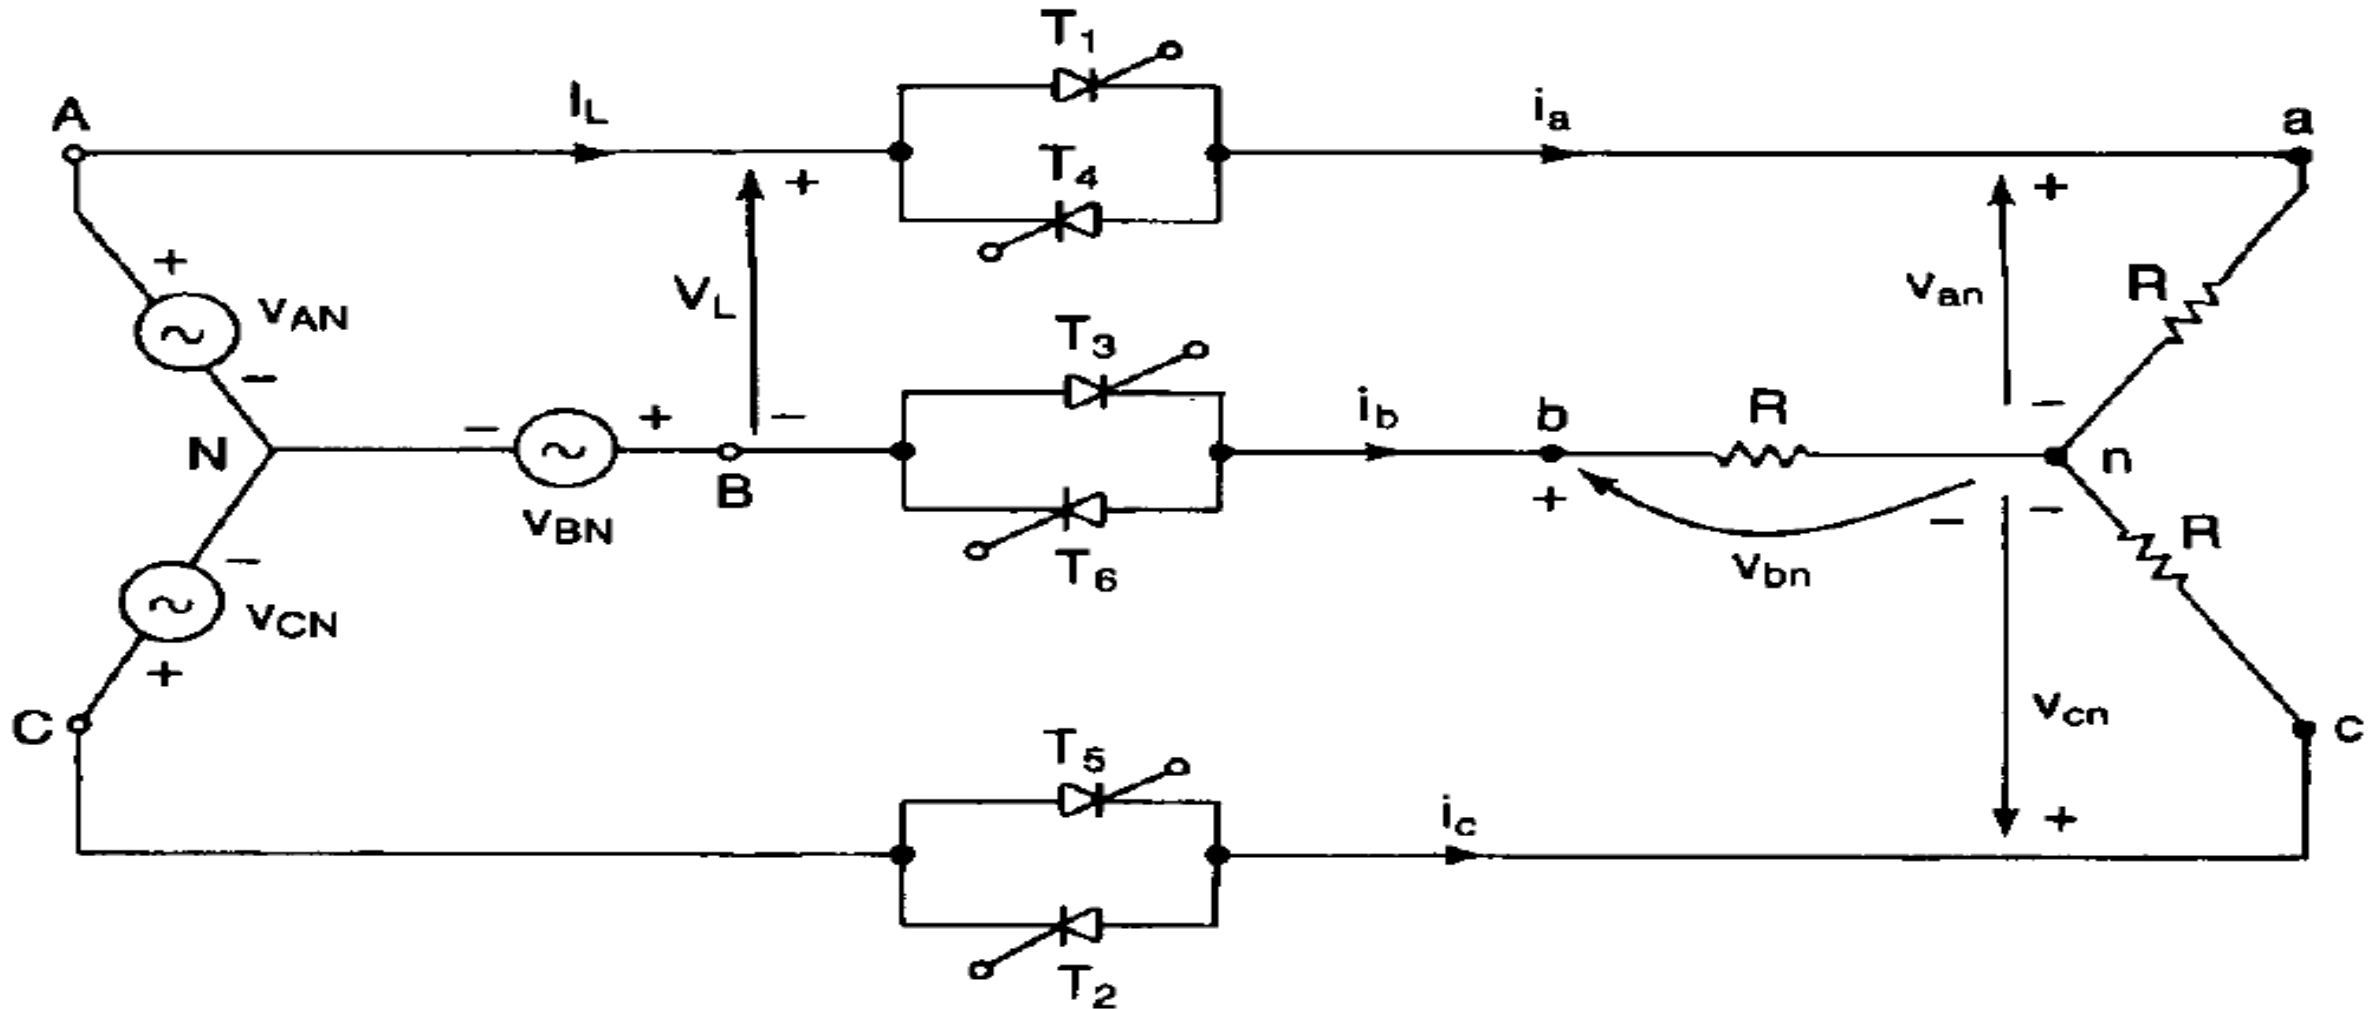 T1
A
IL
ia
a
+
T4
+
+
vAN
VL
van
R
T3
−
+
−
ib
b
R
−
N
−
n
B
+
vBN
−
−
R
vbn
T6
−
vCN
+
C
vcn
c
T5
ic
+
T2